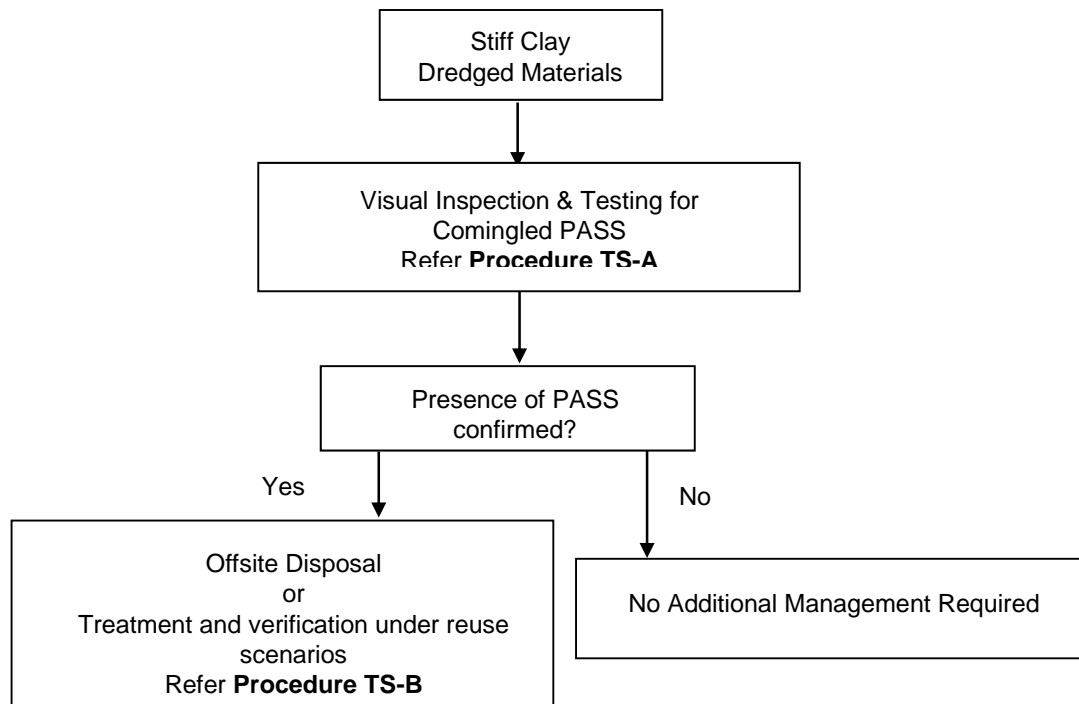 Stiff Clay
Dredged Materials
Visual Inspection & Testing for
Comingled PASS
Refer Procedure TS-A
Presence of PASS
confirmed?
Yes
No
Offsite Disposal
or
Treatment and verification under reuse
scenarios
Refer Procedure TS-B
No Additional Management Required